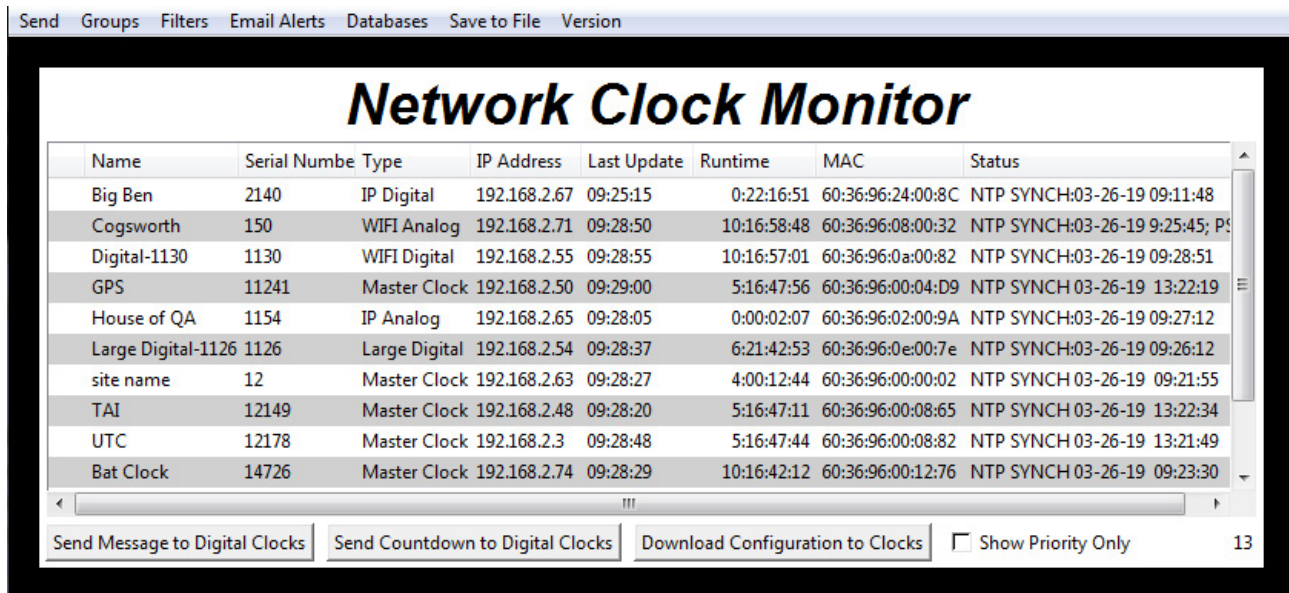 Send Groups Filters Email Alerts Databases Save to File Version
Network Clock Monitor
Name Serial Numbe Type IP Address Last Update Runtime MAC Status
Big Ben 2140 IP Digital 192.168.2.67 09:25:15 0:22:16:51 60:36:96:24:00:8C NTP SYNCH:03-26-19 09:11:48
Cogsworth 150 WIFI Analog 192.168.2.71 09:28:50 10:16:58:48 60:36:96:08:00:32 NTP SYNCH:03-26-19 9:25:45; PS
Digital-1130 1130 WIFI Digital 192.168.2.55 09:28:55 10:16:57:01 60:36:96:0a:00:82 NTP SYNCH:03-26-19 09:28:51
GPS 11241 Master Clock 192.168.2.50 09:29:00 5:16:47:56 60:36:96:00:04:D9 NTP SYNCH 03-26-19 13:22:19
House of QA 1154 IP Analog 192.168.2.65 09:28:05 0:00:02:07 60:36:96:02:00:9A NTP SYNCH:03-26-19 09:27:12
Large Digital-1126 1126 Large Digital 192.168.2.54 09:28:37 6:21:42:53 60:36:96:0e:00:7e NTP SYNCH:03-26-19 09:26:12
site name 12 Master Clock 192.168.2.63 09:28:27 4:00:12:44 60:36:96:00:00:02 NTP SYNCH 03-26-19 09:21:55
TAI 12149 Master Clock 192.168.2.48 09:28:20 5:16:47:11 60:36:96:00:08:65 NTP SYNCH 03-26-19 13:22:34
UTC 12178 Master Clock 192.168.2.3 09:28:48 5:16:47:44 60:36:96:00:08:82 NTP SYNCH 03-26-19 13:21:49
Bat Clock 14726 Master Clock 192.168.2.74 09:28:29 10:16:42:12 60:36:96:00:12:76 NTP SYNCH 03-26-19 09:23:30
Send Message to Digital Clocks Send Countdown to Digital Clocks Download Configuration to Clocks Show Priority Only 13